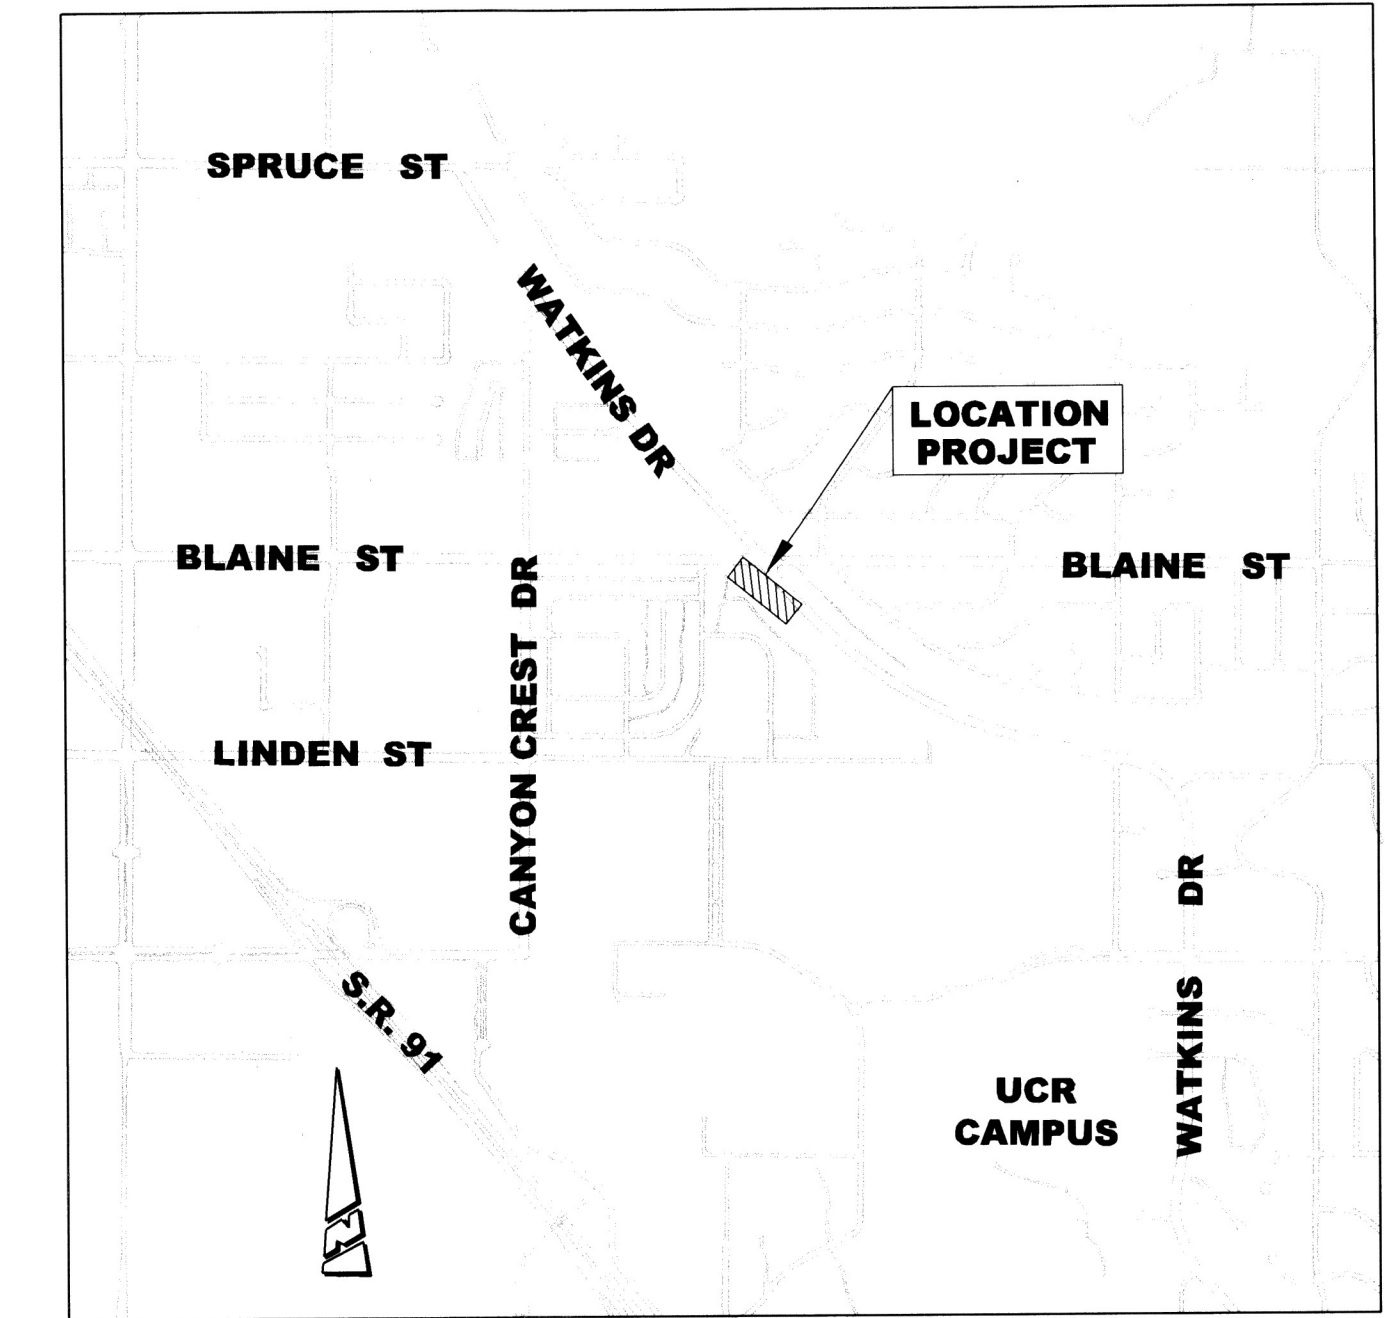 SPRUCE ST
WATKINS DR
LOCATION
PROJECT
BLAINE ST
BLAINE ST
CANYON CREST DR
LINDEN ST
WATKINS DR
S.R. 91
UCR
CAMPUS
N